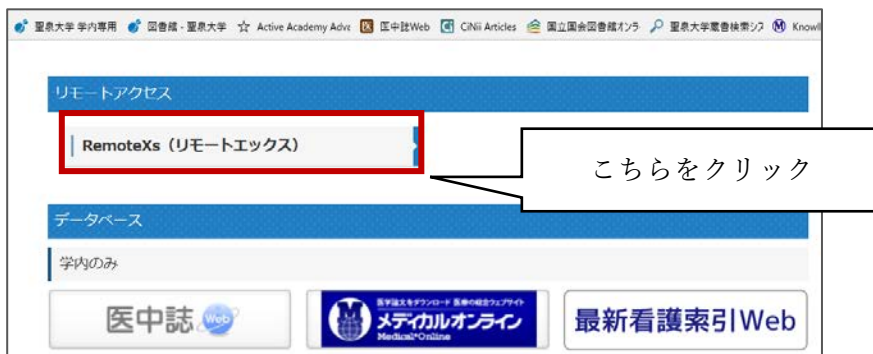 聖泉大学 学内専用 図書館 - 聖泉大学 Active Academy Adva 医中誌Web CiNii Articles 国立国会図書館オンラ 聖泉大学蔵書検索シス Knowl
リモートアクセス
RemoteXs（リモートエックス）
こちらをクリック
データベース
学内のみ
医中誌 Web
医学論文をダウンロード 医療の総合ウェブサイト
メディカルオンライン
Medical*Online
最新看護索引Web